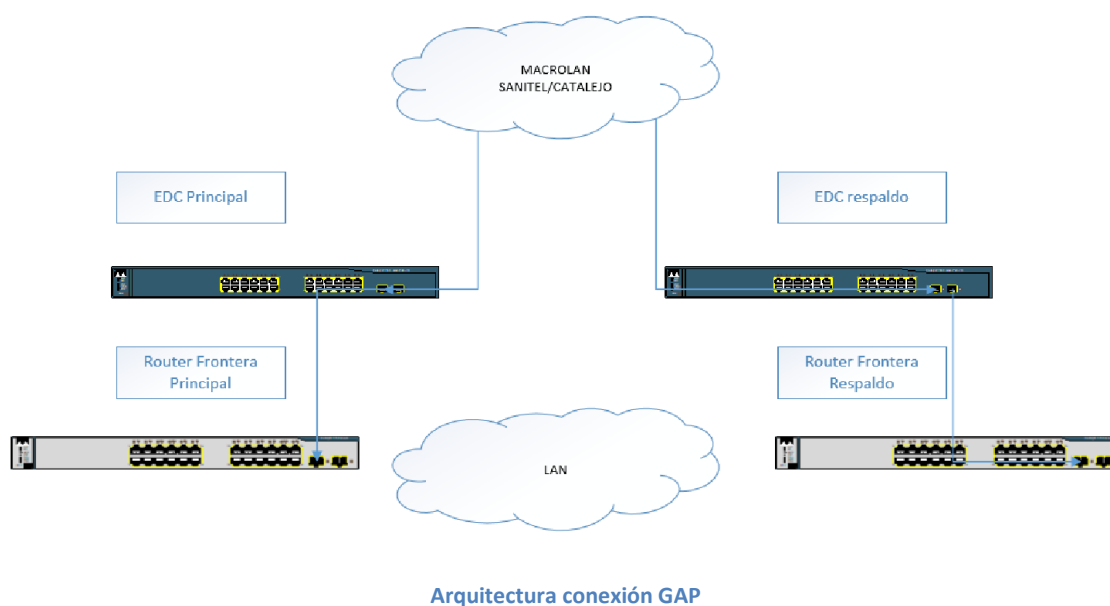 MACROLAN
SANITEL/CATALEJO
EDC Principal
EDC respaldo
Router Frontera
Principal
Router Frontera
Respaldo
LAN
Arquitectura conexión GAP